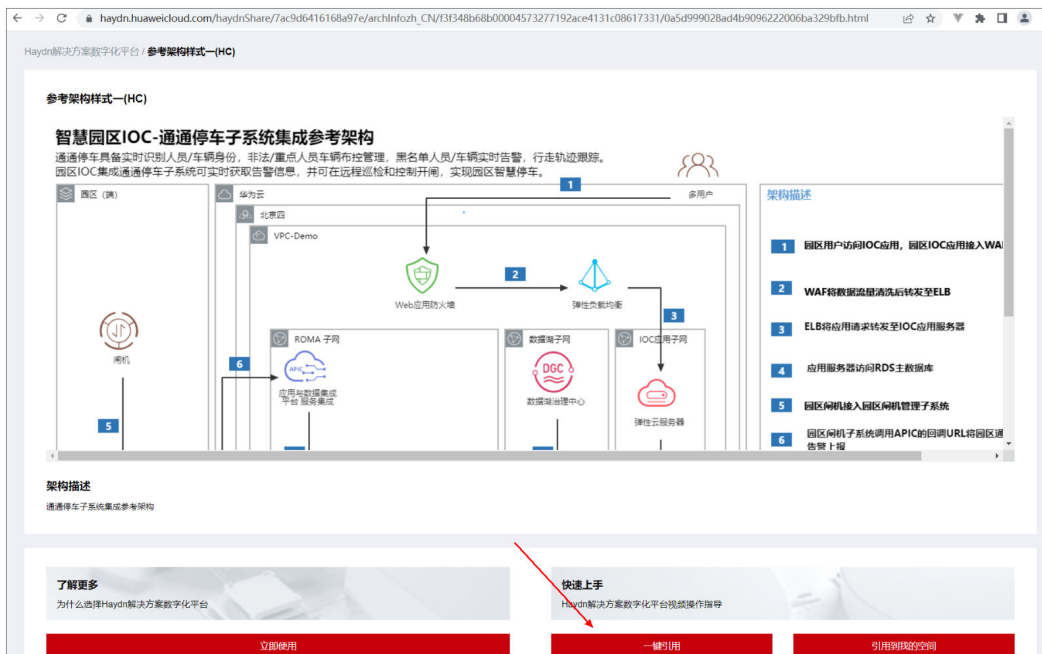 haydn.huaweicloud.com/haydnShare/7ac9d6416168a97e/archInfozh_CN/f3f348b68b00004573277192ace4131c08617331/0a5d999028ad4b9096222006ba329bfb.html
Haydn解决方案数字化平台 / 参考架构样式一(HC)
参考架构样式一(HC)
智慧园区IOC-通通停车子系统集成参考架构
通通停车具备实时识别人员/车辆身份，非法/重点人员车辆布控管理，黑名单人员/车辆实时告警，行走轨迹跟踪。
园区IOC集成通通停车子系统可实时获取告警信息，并可在远程巡检和控制开闸，实现园区智慧停车。
园区（端）
华为云
1
多用户
北京四
VPC-Demo
Web应用防火墙
2
弹性负载均衡
3
ROMA 子网
数据湖子网
IOC应用子网
闸机
6
APIC
DGC
应用与数据集成
平台 服务集成
数据湖治理中心
弹性云服务器
5
架构描述
1 园区用户访问IOC应用，园区IOC应用接入WAI
2 WAF将数据流量清洗后转发至ELB
3 ELB将应用请求转发至IOC应用服务器
4 应用服务器访问RDS主数据库
5 园区闸机接入园区闸机管理子系统
6 园区闸机子系统调用APIC的回调URL将园区通
告警上报
架构描述
通通停车子系统集成参考架构
了解更多
为什么选择Haydn解决方案数字化平台
立即使用
快速上手
Haydn解决方案数字化平台视频操作指导
一键引用
引用到我的空间